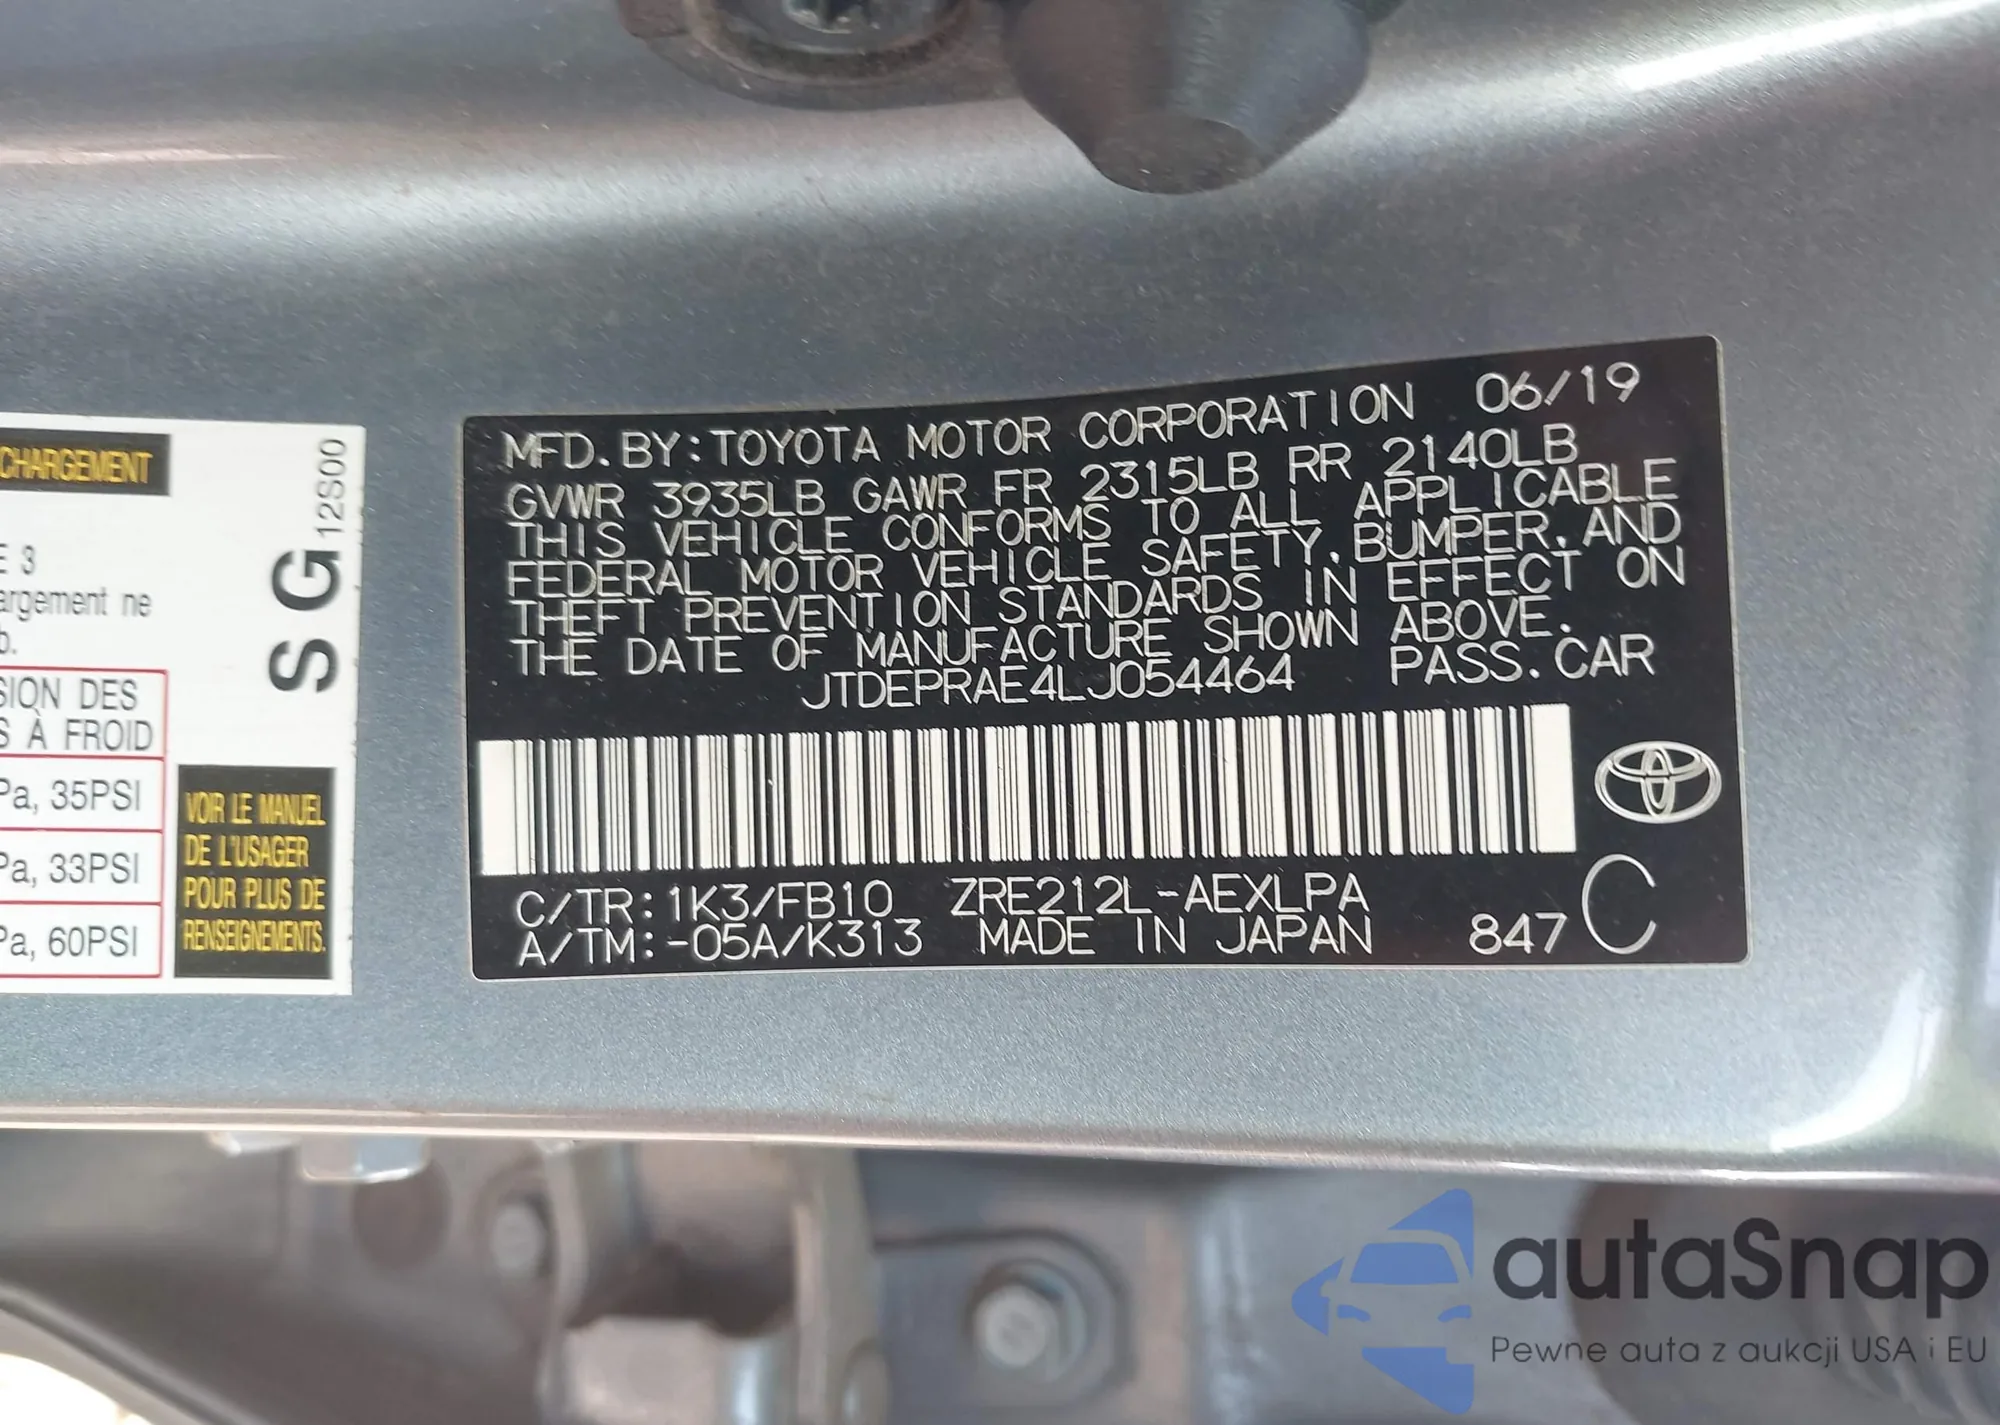 CHARGEMENT
E 3
argement ne
b.
SION DES
S À FROID
Pa, 35PSI
Pa, 33PSI
Pa, 60PSI
12S00
S G
VOIR LE MANUEL
DE L'USAGER
POUR PLUS DE
RENSEIGNEMENTS.
MFD. BY: TOYOTA MOTOR CORPORATION 06/19
GVWR 3935LB GAWR FR 2315LB RR 2140LB
THIS VEHICLE CONFORMS TO ALL APPLICABLE
FEDERAL MOTOR VEHICLE SAFETY, BUMPER, AND
THEFT PREVENTION STANDARDS IN EFFECT ON
THE DATE OF MANUFACTURE SHOWN ABOVE.
JTDEPRAE4LJ054464 PASS. CAR
C/TR: 1K3/FB10 ZRE212L-AEXLPA
A/TM: -05A/K313 MADE IN JAPAN 847 C
autaSnap
Pewne auta z aukcji USA i EU